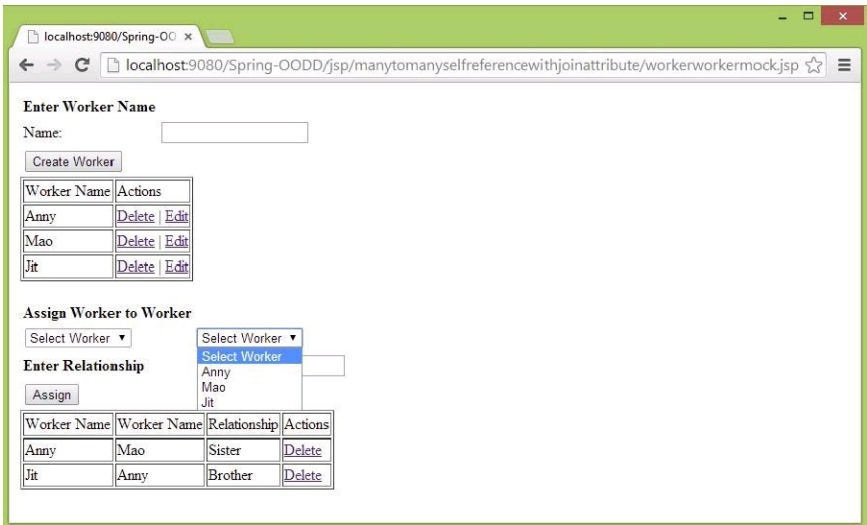 localhost:9080/Spring-OO ×
localhost:9080/Spring-OODD/jsp/manytomanyselfreferencewithjoinattribute/workerworkermock.jsp
Enter Worker Name
Name:
Create Worker
Worker Name Actions
Anny Delete | Edit
Mao Delete | Edit
Jit Delete | Edit
Assign Worker to Worker
Select Worker Select Worker
Select Worker
Enter Relationship
Anny
Mao
Jit
Assign
Worker Name Worker Name Relationship Actions
Anny Mao Sister Delete
Jit Anny Brother Delete